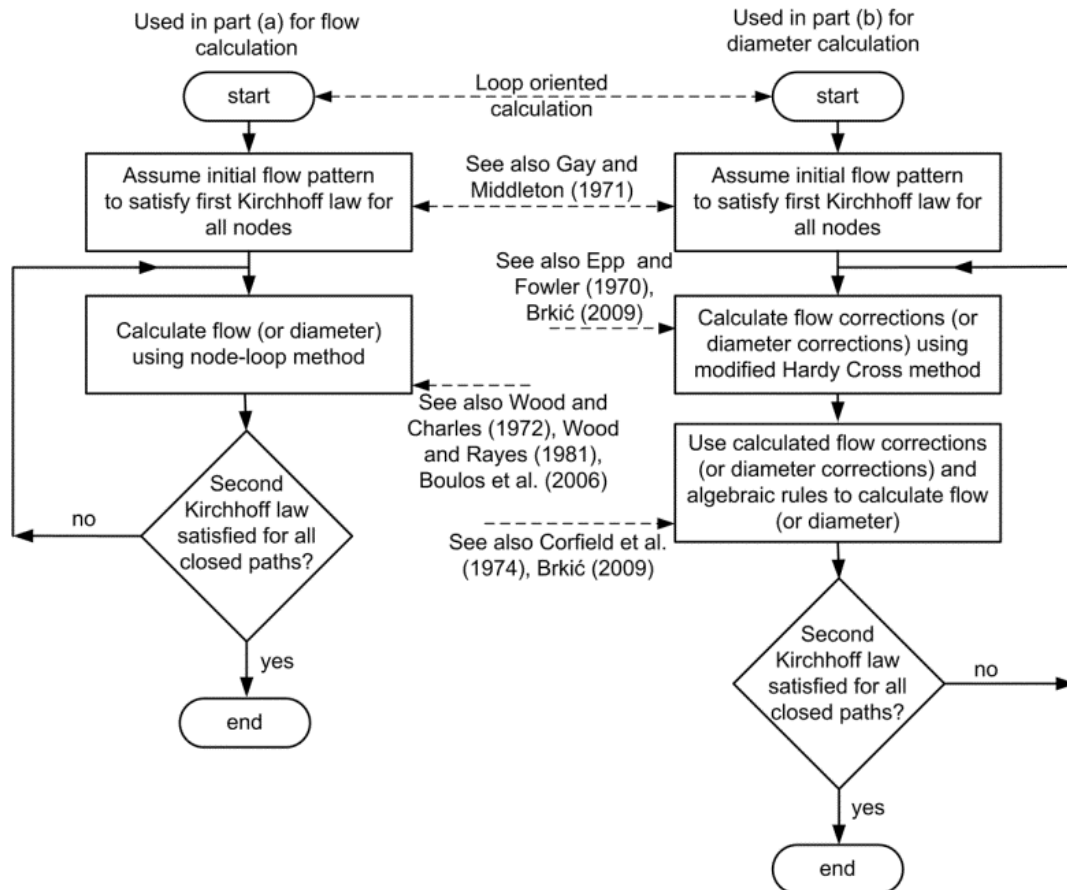 Used in part (a) for flow
calculation
start
Assume initial flow pattern
to satisfy first Kirchhoff law for
all nodes
Calculate flow (or diameter)
using node-loop method
Second
Kirchhoff law
satisfied for all
closed paths?
no
yes
end
Loop oriented
calculation
See also Gay and
Middleton (1971)
See also Epp and
Fowler (1970),
Brkić (2009)
See also Wood and
Charles (1972), Wood
and Rayes (1981),
Boulos et al. (2006)
See also Corfield et al.
(1974), Brkić (2009)
Used in part (b) for
diameter calculation
start
Assume initial flow pattern
to satisfy first Kirchhoff law for
all nodes
Calculate flow corrections (or
diameter corrections) using
modified Hardy Cross method
Use calculated flow corrections
(or diameter corrections) and
algebraic rules to calculate flow
(or diameter)
Second
Kirchhoff law
satisfied for all
closed paths?
no
yes
end